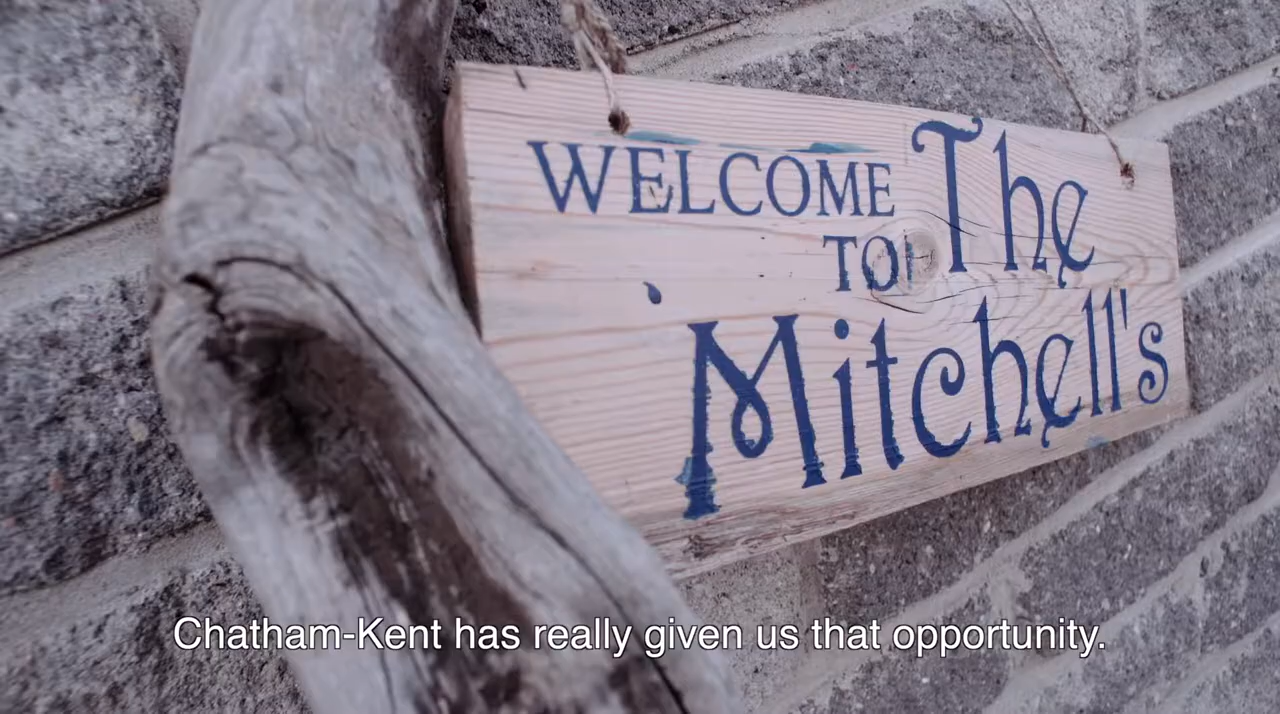 WELCOME The
TO
Mitchell's
Chatham-Kent has really given us that opportunity.